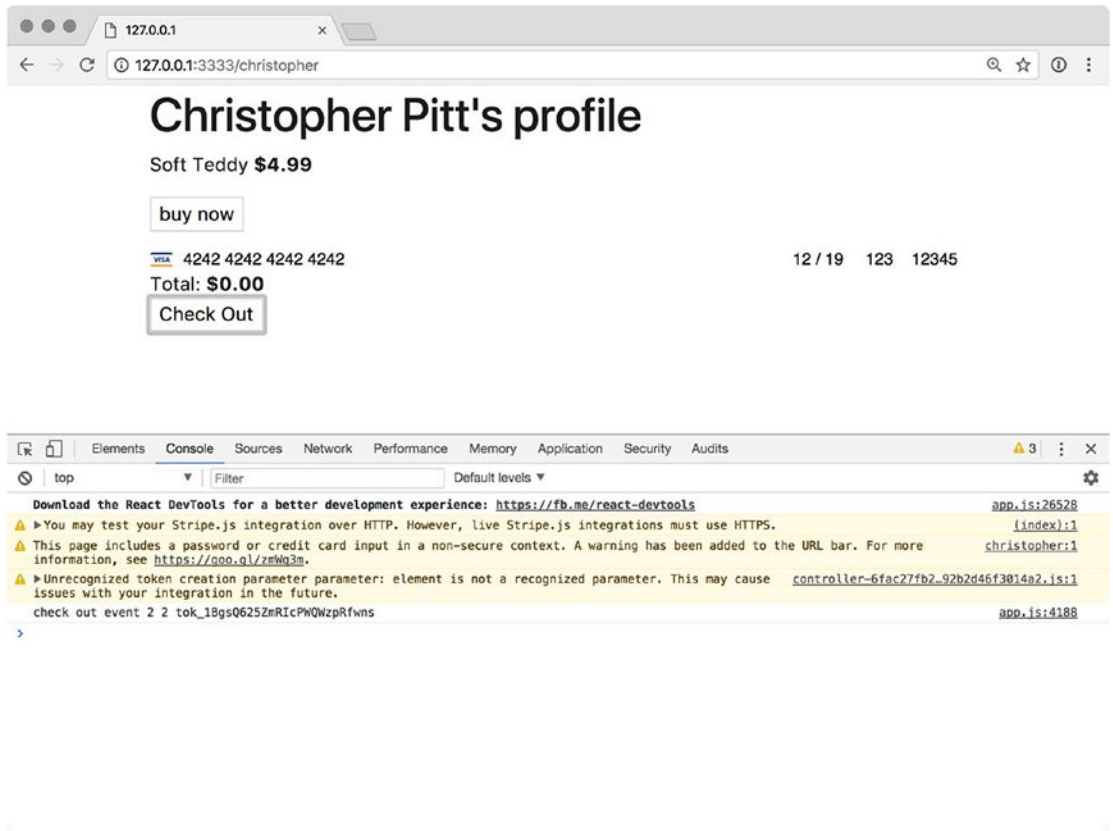 127.0.0.1
127.0.0.1:3333/christopher
Christopher Pitt's profile
Soft Teddy $4.99
buy now
VISA 4242 4242 4242 4242 12 / 19 123 12345
Total: $0.00
Check Out
Elements Console Sources Network Performance Memory Application Security Audits 3
top Filter Default levels
Download the React DevTools for a better development experience: https://fb.me/react-devtools app.js:26528
You may test your Stripe.js integration over HTTP. However, live Stripe.js integrations must use HTTPS. (index):1
This page includes a password or credit card input in a non-secure context. A warning has been added to the URL bar. For more christopher:1
information, see https://goo.gl/zmWq3m.
Unrecognized token creation parameter parameter: element is not a recognized parameter. This may cause controller-6fac27fb2…92b2d46f3014a2.js:1
issues with your integration in the future.
check out event 2 2 tok_1BgsQ625ZmRIcPWQWzpRfwns app.js:4188